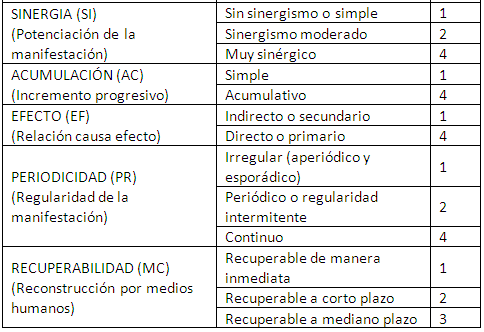 SINERGIA (SI)
(Potenciación de la
manifestación)
Sin sinergismo o simple 1
Sinergismo moderado 2
Muy sinérgico 4
ACUMULACIÓN (AC)
(Incremento progresivo)
Simple 1
Acumulativo 4
EFECTO (EF)
(Relación causa efecto)
Indirecto o secundario 1
Directo o primario 4
PERIODICIDAD (PR)
(Regularidad de la
manifestación)
Irregular (aperiódico y
esporádico) 1
Periódico o regularidad
intermitente 2
Continuo 4
RECUPERABILIDAD (MC)
(Reconstrucción por medios
humanos)
Recuperable de manera
inmediata 1
Recuperable a corto plazo 2
Recuperable a mediano plazo 3